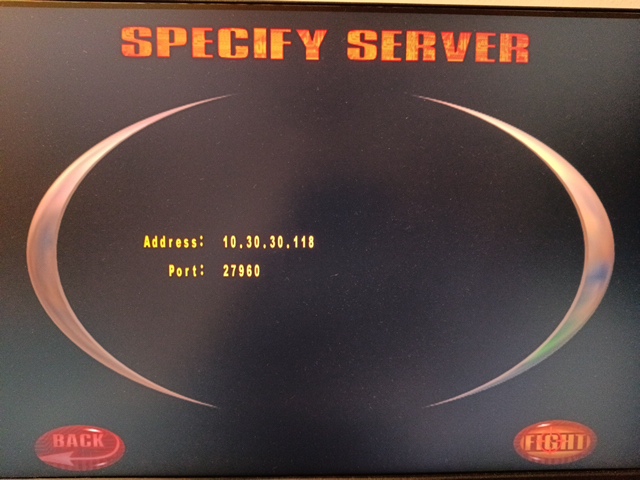 SPECIFY SERVER
Address: 10.30.30.118
Port: 27960
BACK
FIGHT